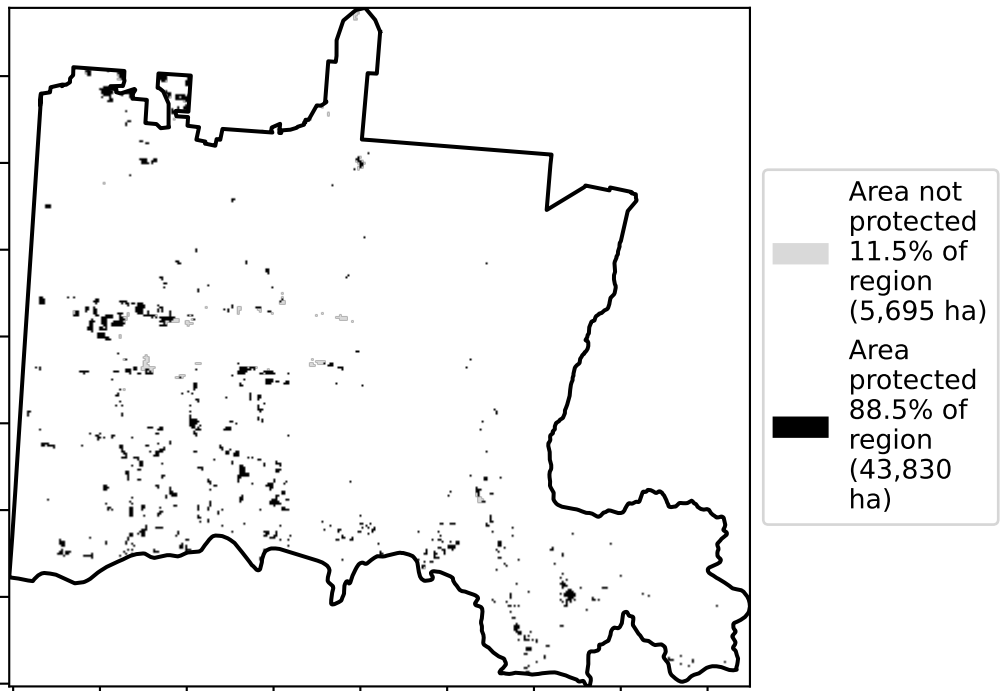 Area not
protected
11.5% of
region
(5,695 ha)
Area
protected
88.5% of
region
(43,830
ha)